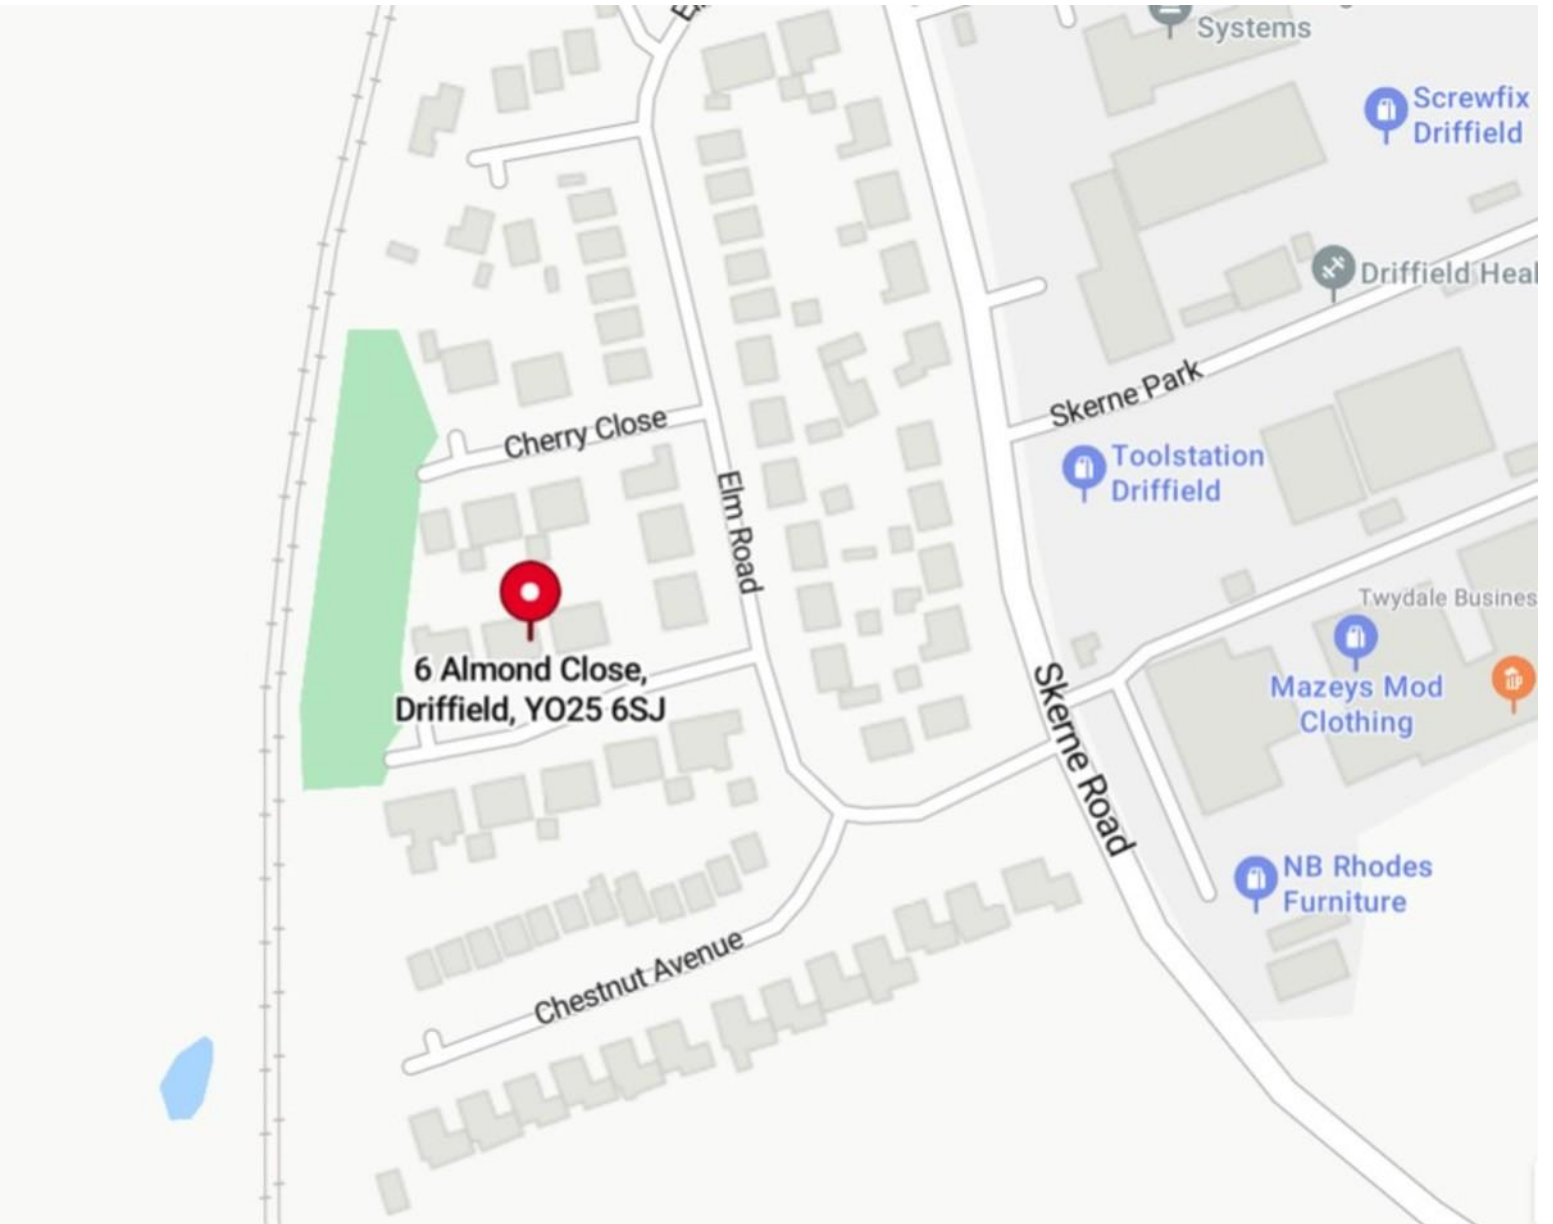 Systems
Screwfix
Driffield
Driffield Heal
Skerne Park
Cherry Close
Toolstation
Driffield
Elm Road
Twydale Busines
6 Almond Close,
Driffield, YO25 6SJ
Mazeys Mod
Clothing
Skerne Road
NB Rhodes
Furniture
Chestnut Avenue